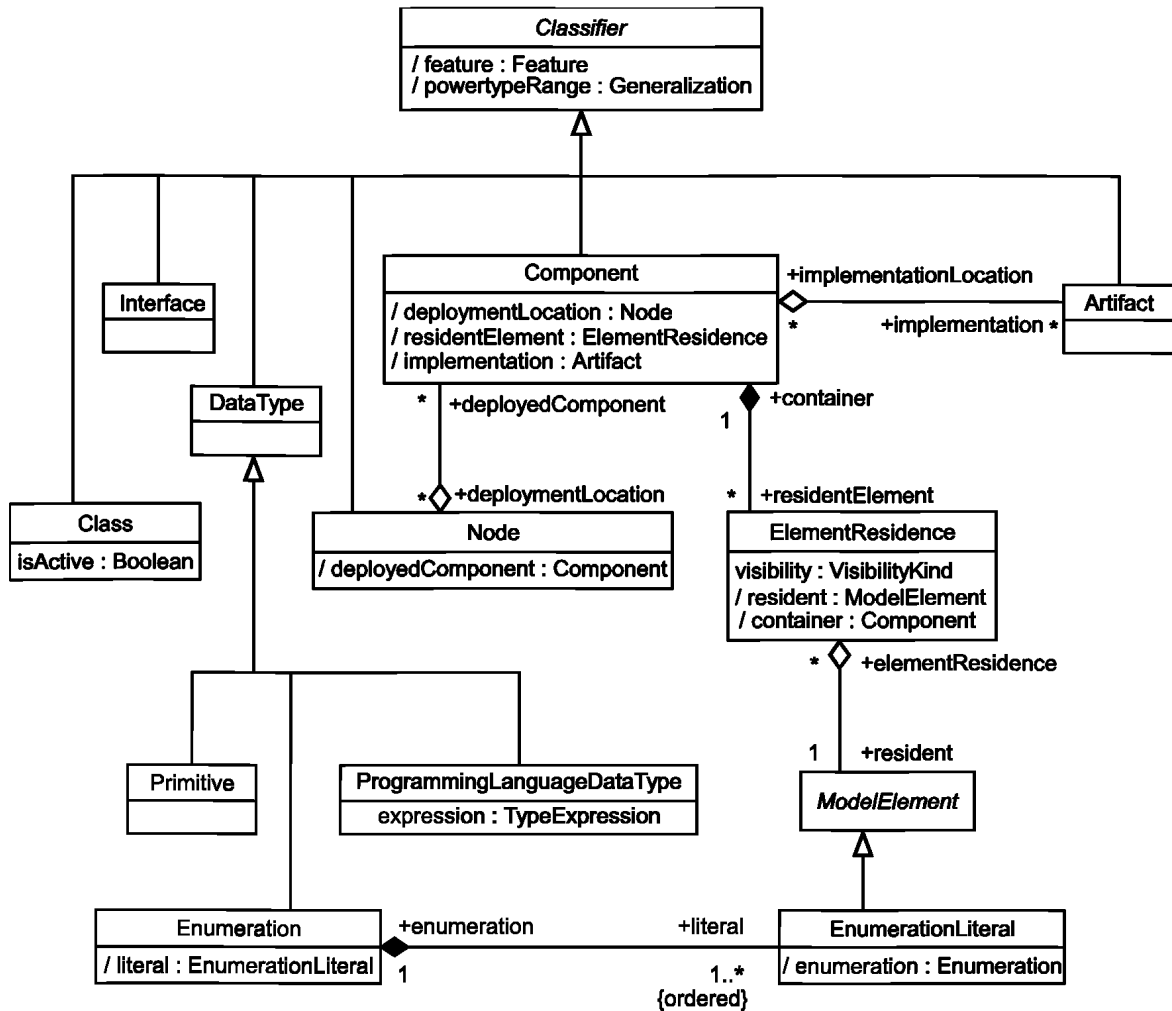 Classifier
/ feature : Feature
/ powertypeRange : Generalization
Component
/ deploymentLocation : Node
/ residentElement : ElementResidence
/ implementation : Artifact
+implementationLocation
*
+implementation *
Artifact
Interface
DataType
*
+deployedComponent
+container
1
* +deploymentLocation
* +residentElement
Class
isActive : Boolean
Node
/ deployedComponent : Component
ElementResidence
visibility : VisibilityKind
/ resident : ModelElement
/ container : Component
* +elementResidence
1 +resident
Primitive
ProgrammingLanguageDataType
expression : TypeExpression
ModelElement
Enumeration
/ literal : EnumerationLiteral
+enumeration
1
+literal
1..*
{ordered}
EnumerationLiteral
/ enumeration : Enumeration